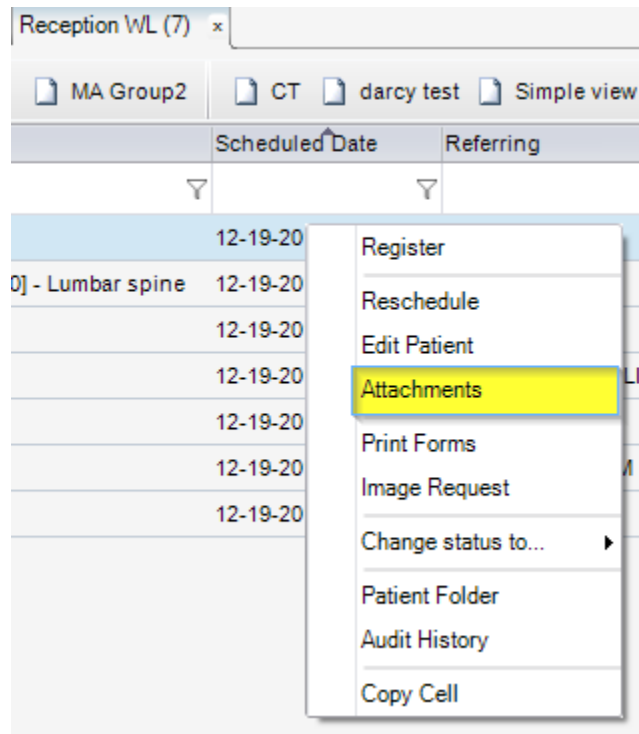 Reception WL (7) x
MA Group2 CT darcy test Simple view
Scheduled Date Referring
12-19-20
Register
0] - Lumbar spine 12-19-20
Reschedule
12-19-20
Edit Patient
12-19-20
Attachments
12-19-20
Print Forms
12-19-20 M
Image Request
12-19-20
Change status to...
Patient Folder
Audit History
Copy Cell